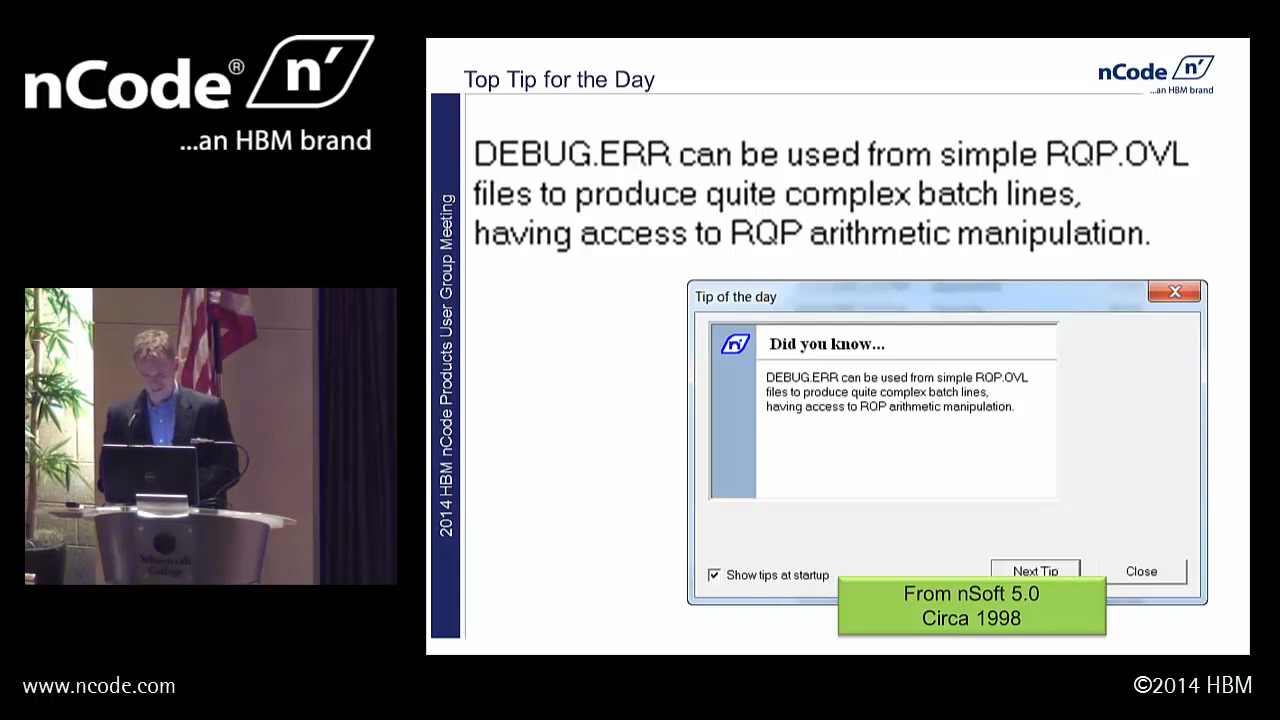 nCode® n'
...an HBM brand
Top Tip for the Day
nCode n'
...an HBM brand
2014 HBM nCode Products User Group Meeting
DEBUG.ERR can be used from simple RQP.OVL
files to produce quite complex batch lines,
having access to RQP arithmetic manipulation.
Tip of the day
n'
Did you know...
DEBUG.ERR can be used from simple RQP.OVL
files to produce quite complex batch lines,
having access to RQP arithmetic manipulation.
Show tips at startup
Next Tip
Close
From nSoft 5.0
Circa 1998
Schoolcraft
College
www.ncode.com
©2014 HBM